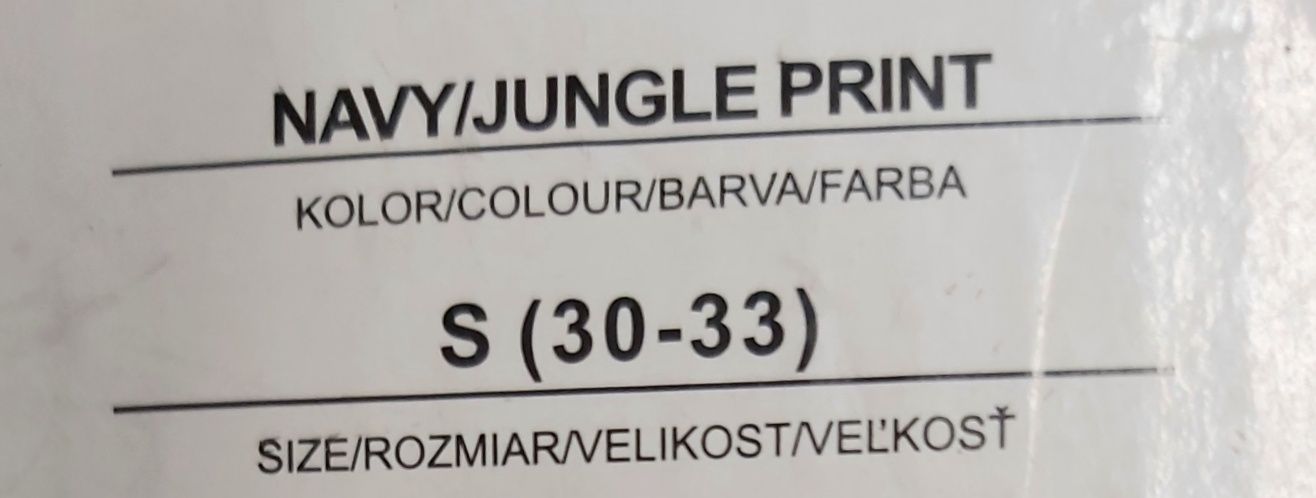 NAVY/JUNGLE PRINT
KOLOR/COLOUR/BARVA/FARBA
S (30-33)
SIZE/ROZMIAR/VELIKOST/VEĽKOSŤ